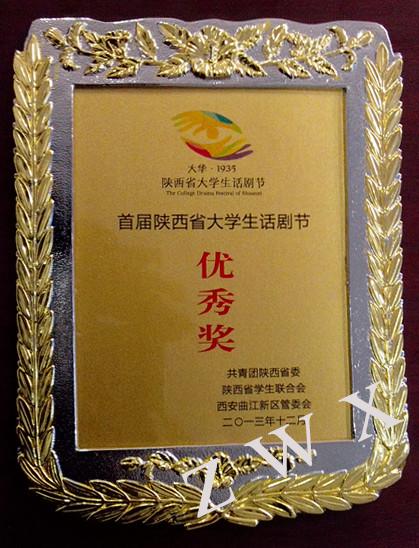 大华·1935
陕西省大学生话剧节
The College Drama Festival of Shaanxi
首届陕西省大学生话剧节
优秀奖
共青团陕西省委
陕西省学生联合会
西安曲江新区管委会
二〇一三年十二月
ZWX